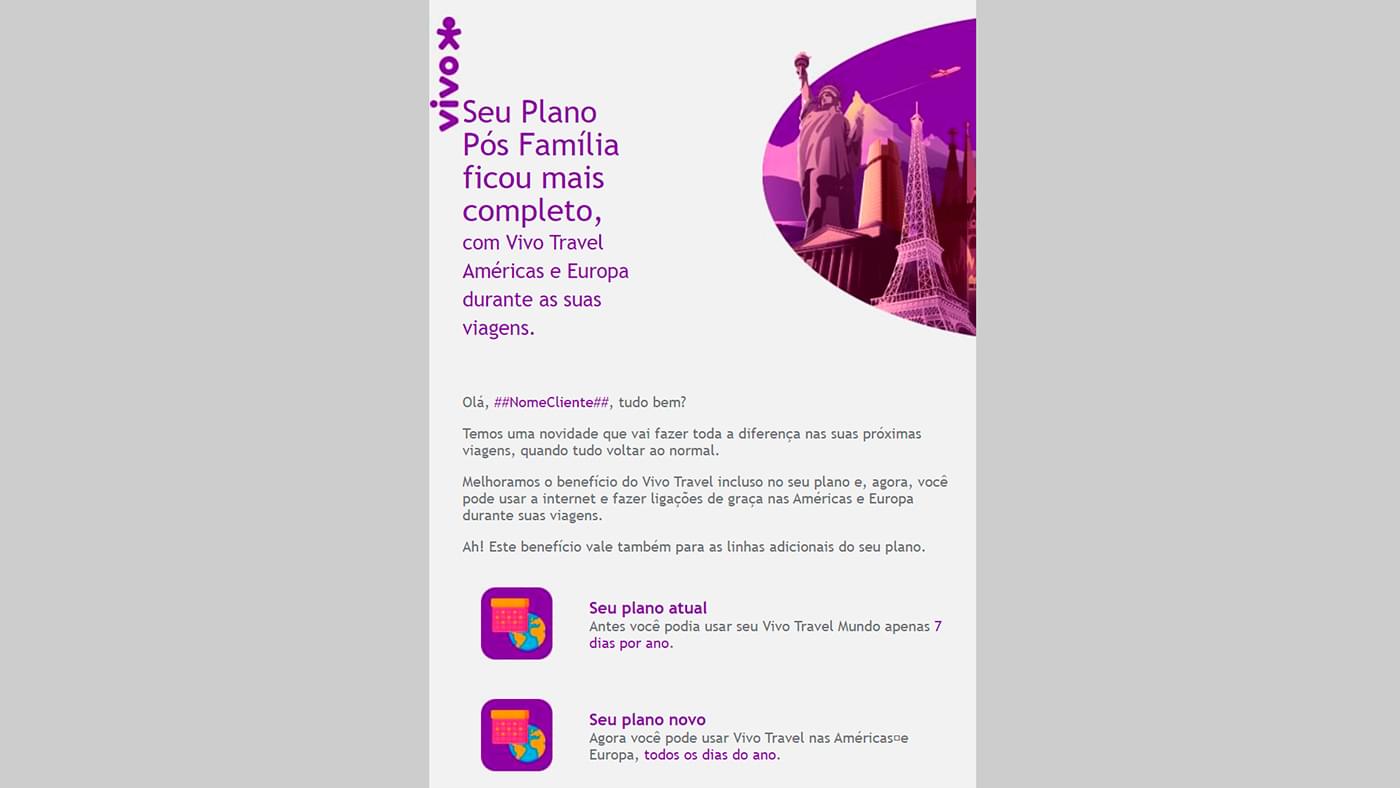 vivo
Seu Plano
Pós Família
ficou mais
completo,
com Vivo Travel
Américas e Europa
durante as suas
viagens.
Olá, ##NomeCliente##, tudo bem?
Temos uma novidade que vai fazer toda a diferença nas suas próximas
viagens, quando tudo voltar ao normal.
Melhoramos o benefício do Vivo Travel incluso no seu plano e, agora, você
pode usar a internet e fazer ligações de graça nas Américas e Europa
durante suas viagens.
Ah! Este benefício vale também para as linhas adicionais do seu plano.
Seu plano atual
Antes você podia usar seu Vivo Travel Mundo apenas 7
dias por ano.
Seu plano novo
Agora você pode usar Vivo Travel nas Américas¤e
Europa, todos os dias do ano.